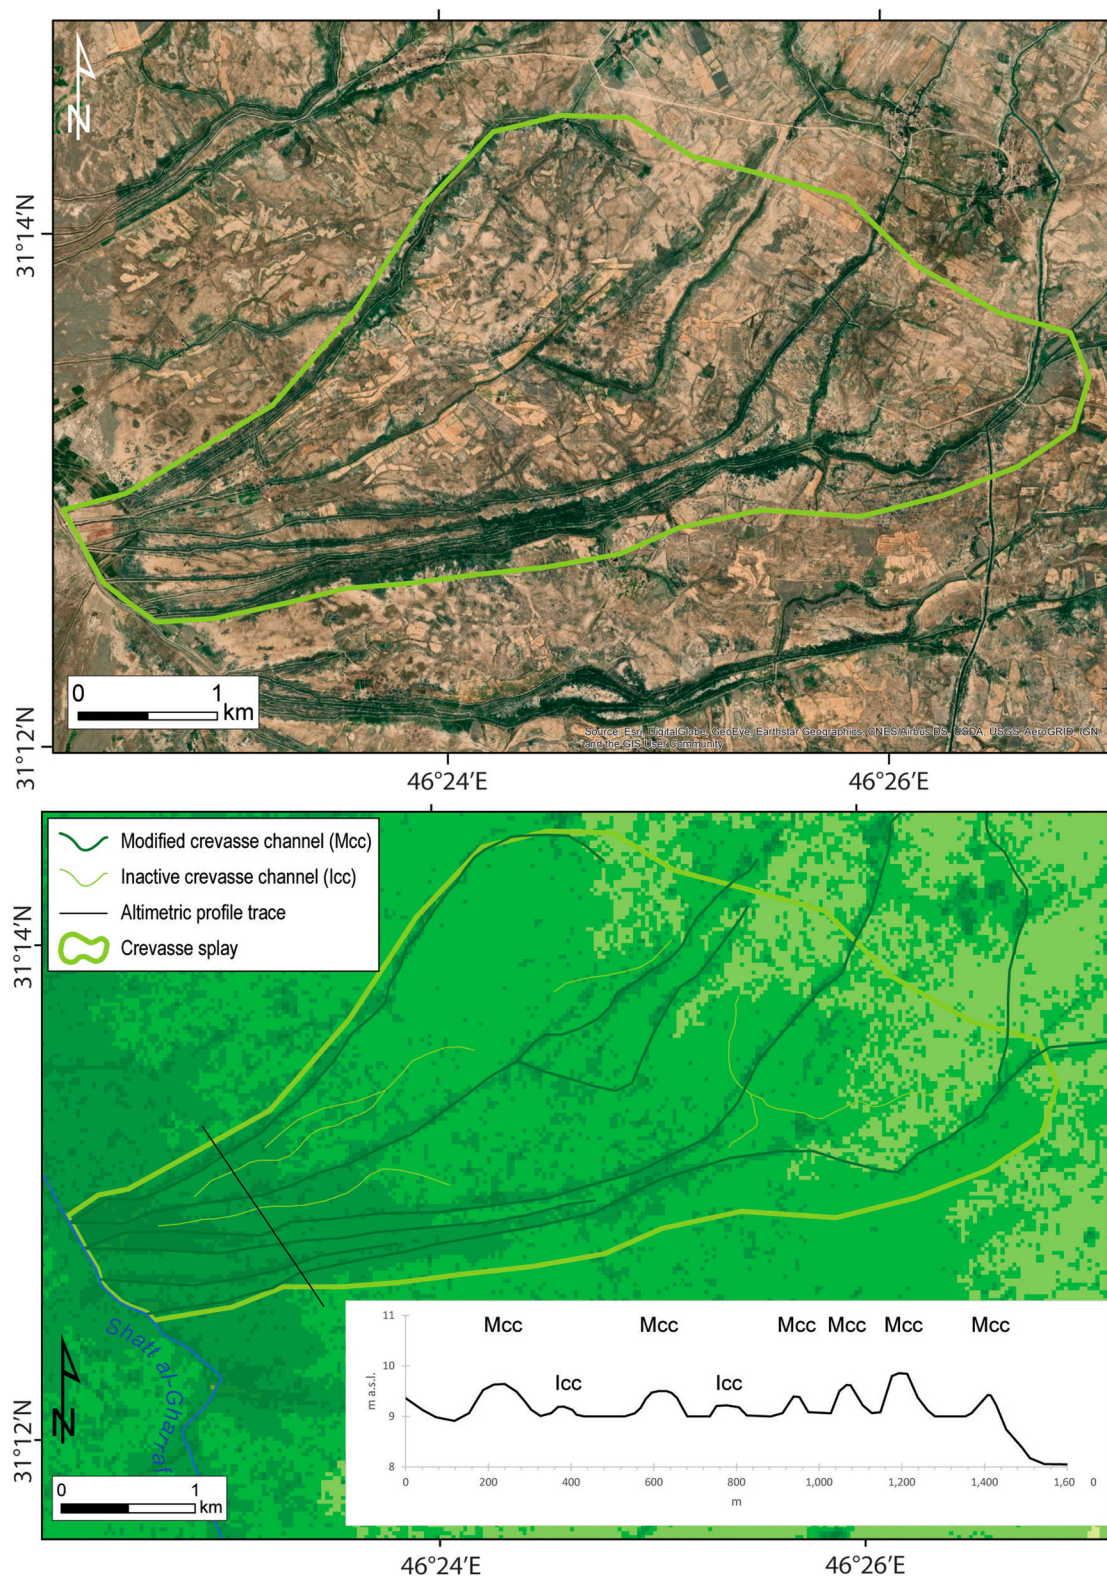 N
31°14′N
0 1
km
Source: Esri, DigitalGlobe, GeoEye, Earthstar Geographics, CNES/Airbus DS, USDA, USGS, AeroGRID, IGN,
and the GIS User Community
31°12′N
46°24′E 46°26′E
Modified crevasse channel (Mcc)
Inactive crevasse channel (Icc)
Altimetric profile trace
Crevasse splay
31°14′N
Shatt al-Gharraf
N
31°12′N
0 1
km
11
Mcc Mcc Mcc Mcc Mcc Mcc
10
Icc Icc
m a.s.l.
9
8
0 200 400 600 800 1,000 1,200 1,400 1,60 0
m
46°24′E 46°26′E